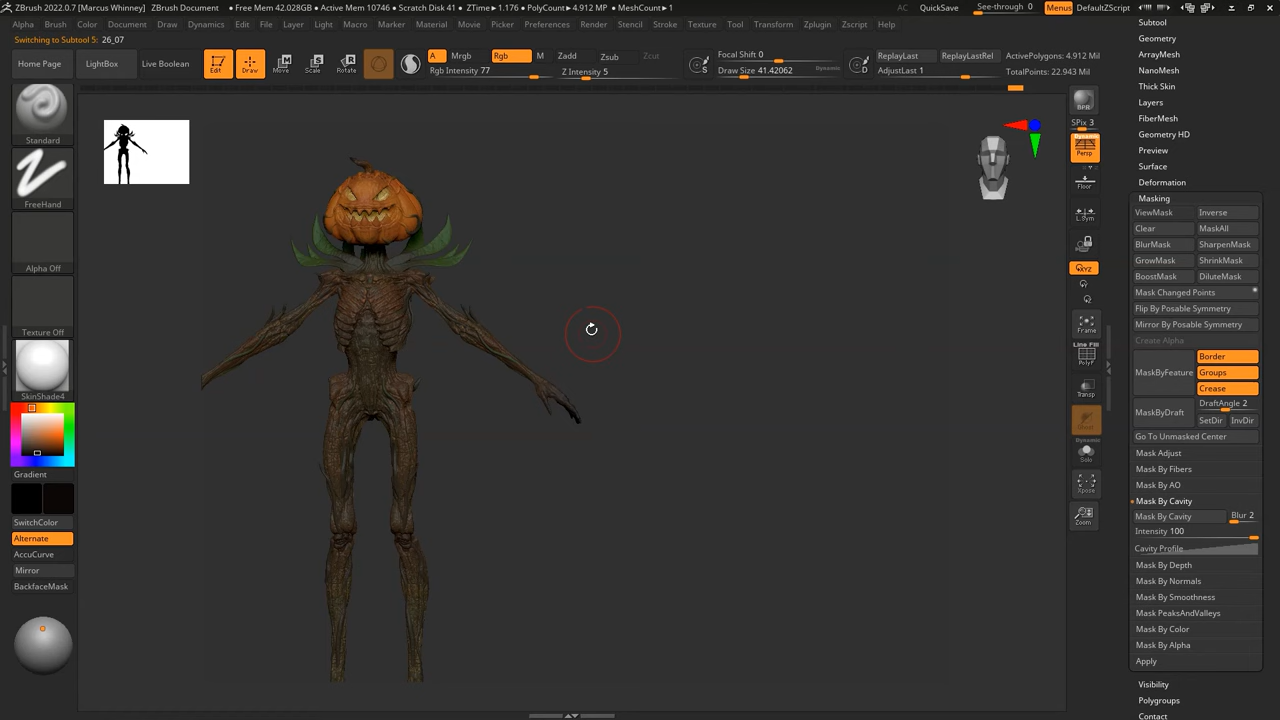 ZBrush 2022.0.7 [Marcus Whinney] ZBrush Document ● Free Mem 42.028GB ● Active Mem 10746 ● Scratch Disk 41 ● ZTime► 1.176 ● PolyCount► 4.912 MP ● MeshCount► 1 AC QuickSave See-through 0 Menus DefaultZScript
Alpha Brush Color Document Draw Dynamics Edit File Layer Light Macro Marker Material Movie Picker Preferences Render Stencil Stroke Texture Tool Transform Zplugin Zscript Help
Switching to Subtool 5: 26_07
Home Page
LightBox
Live Boolean
Edit
Draw
Move
Scale
Rotate
A Mrgb Rgb M
Rgb Intensity 77
Zadd Zsub Zcut
Z Intensity 5
S
Focal Shift 0
Draw Size 41.42062 Dynamic
D
ReplayLast ReplayLastRel
AdjustLast 1
ActivePolygons: 4.912 Mil
TotalPoints: 22.943 Mil
Standard
FreeHand
Alpha Off
Texture Off
SkinShade4
Gradient
SwitchColor
Alternate
AccuCurve
Mirror
BackfaceMask
BPR
SPix 3
Dynamic
Persp
Floor
L.Sym
XYZ
Frame
Line Fill
PolyF
Transp
Dynamic
Solo
Xpose
Zoom
Subtool
Geometry
ArrayMesh
NanoMesh
Thick Skin
Layers
FiberMesh
Geometry HD
Preview
Surface
Deformation
Masking
ViewMask Inverse
Clear MaskAll
BlurMask SharpenMask
GrowMask ShrinkMask
BoostMask DiluteMask
Mask Changed Points
Flip By Posable Symmetry
Mirror By Posable Symmetry
Create Alpha
MaskByFeature
Border
Groups
Crease
MaskByDraft
DraftAngle 2
SetDir InvDir
Go To Unmasked Center
Mask Adjust
Mask By Fibers
Mask By AO
Mask By Cavity
Mask By Cavity Blur 2
Intensity 100
Cavity Profile
Mask By Depth
Mask By Normals
Mask By Smoothness
Mask PeaksAndValleys
Mask By Color
Mask By Alpha
Apply
Visibility
Polygroups
Contact